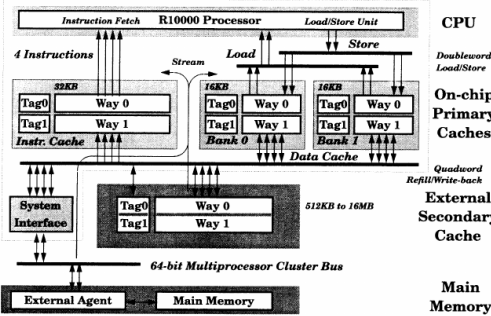 Instruction Fetch R10000 Processor Load/Store Unit CPU
4 Instructions Stream Load Store Doubleword
Load/Store
32KB 16KB 16KB On-chip
Tag0 Way 0 Tag0 Way 0 Tag0 Way 0 Primary
Tag1 Way 1 Tag1 Way 1 Tag1 Way 1 Caches
Instr. Cache Bank 0 Bank 1
Data Cache
Quadword
Refill/Write-back
System
Interface
Tag0 Way 0 512KB to 16MB External
Tag1 Way 1 Secondary
Cache
64-bit Multiprocessor Cluster Bus
External Agent Main Memory Main
Memory